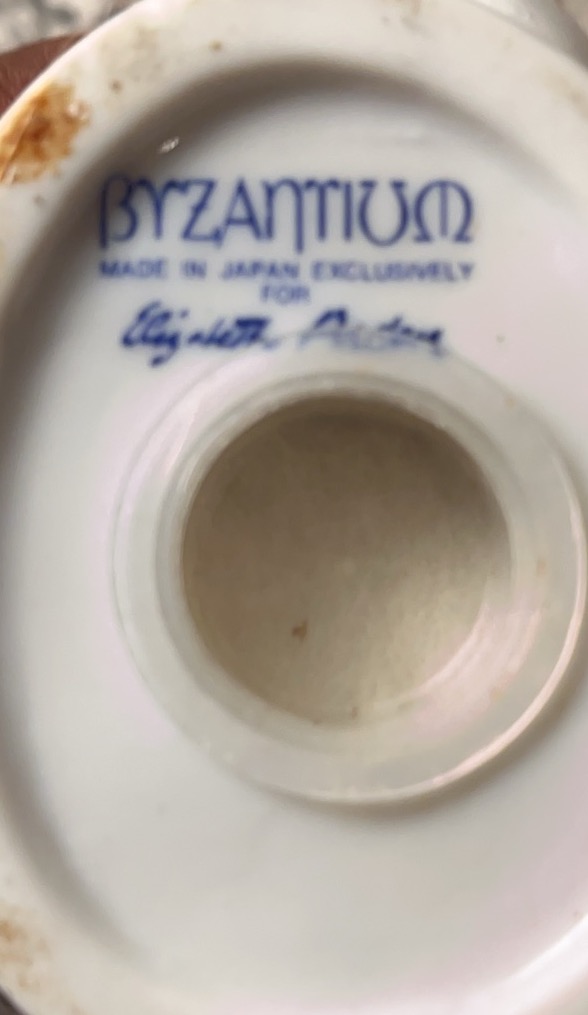 BYZANTIUM
MADE IN JAPAN EXCLUSIVELY
FOR
Elizabeth Arden